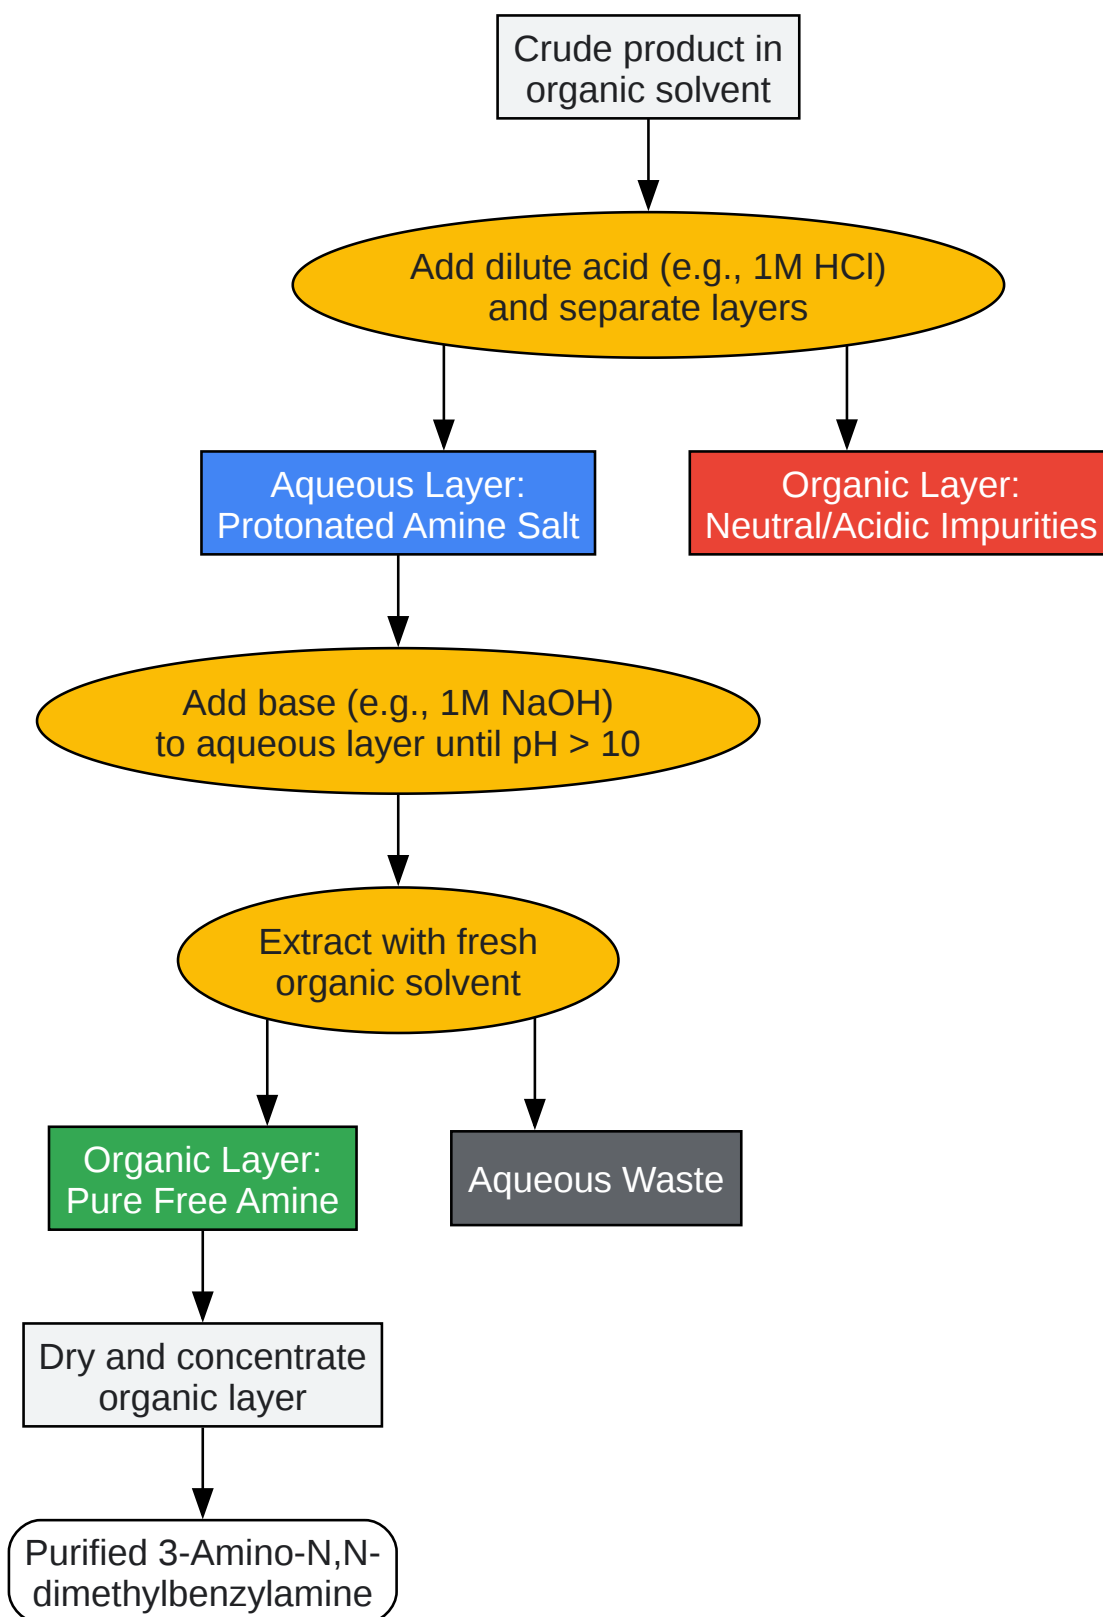 Crude product in
organic solvent
Add dilute acid (e.g., 1M HCl)
and separate layers
Aqueous Layer:
Protonated Amine Salt
Organic Layer:
Neutral/Acidic Impurities
Add base (e.g., 1M NaOH)
to aqueous layer until pH > 10
Extract with fresh
organic solvent
Organic Layer:
Pure Free Amine
Aqueous Waste
Dry and concentrate
organic layer
Purified 3-Amino-N,N-
dimethylbenzylamine